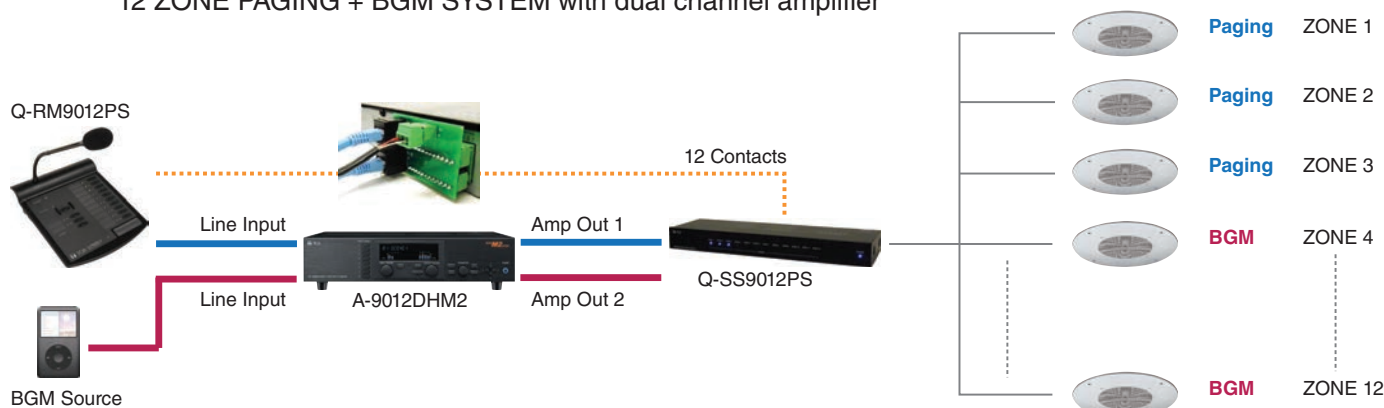 12 ZONE PAGING + BGM SYSTEM with dual channel amplifier
Paging ZONE 1
Paging ZONE 2
Paging ZONE 3
BGM ZONE 4
BGM ZONE 12
Q-RM9012PS
12 Contacts
Line Input
Amp Out 1
Line Input
A-9012DHM2
Amp Out 2
Q-SS9012PS
BGM Source